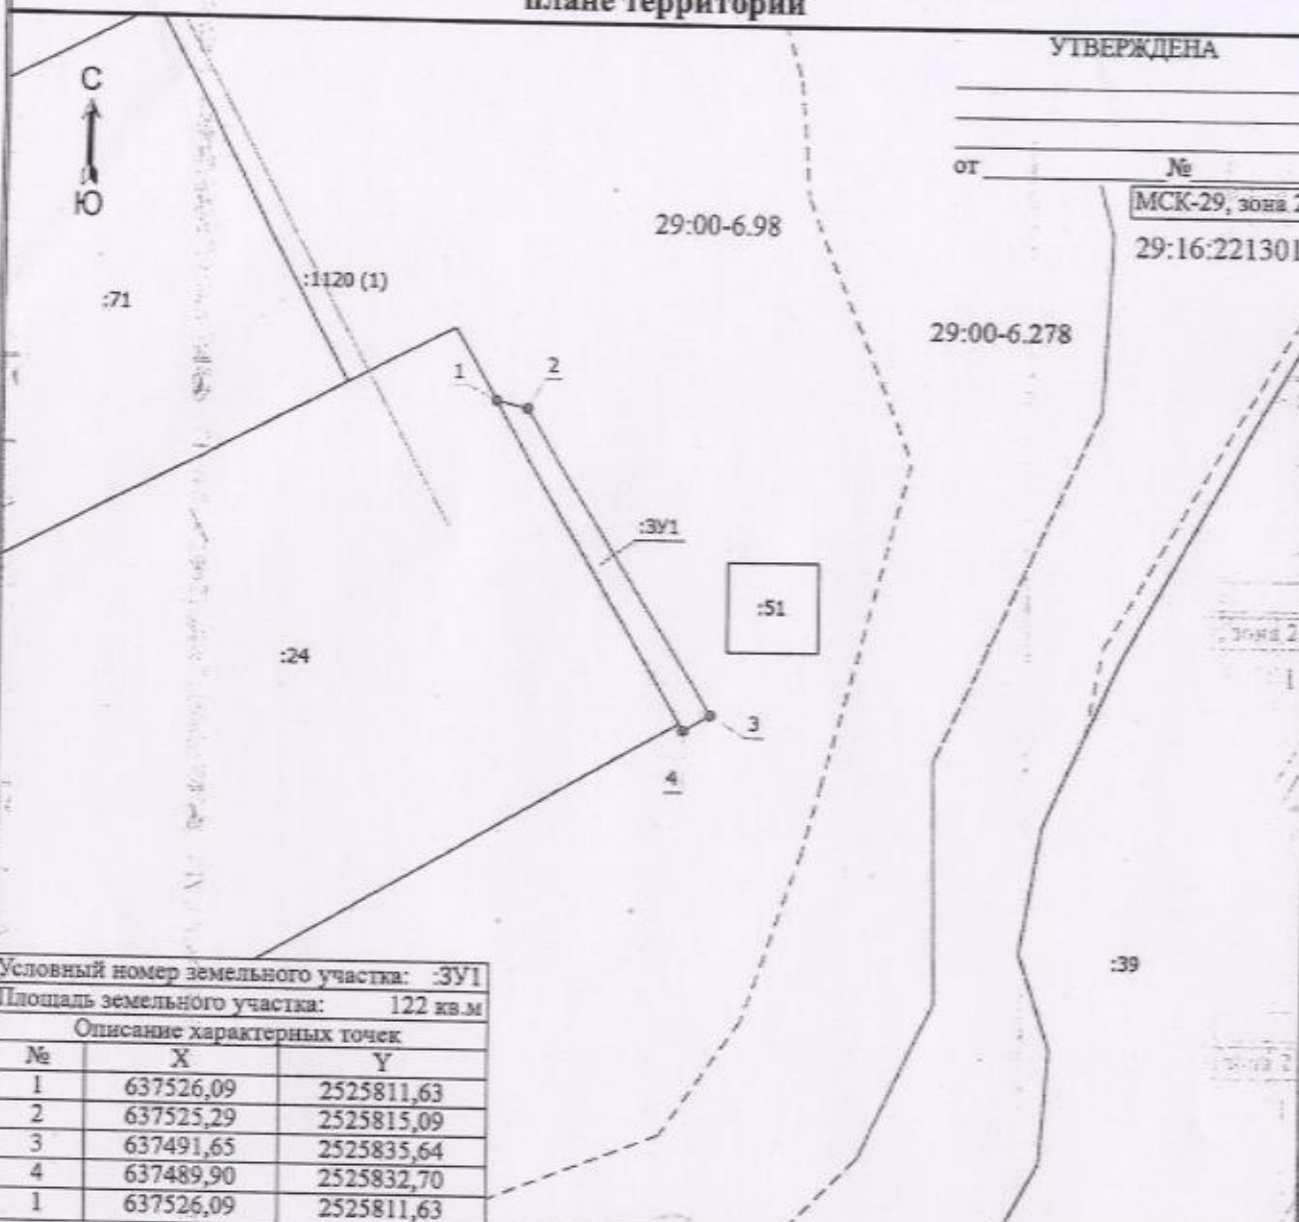 плане территории
УТВЕРЖДЕНА
от № 
МСК-29, зона 2
29:16:221301
С
Ю
29:00-6.98
29:00-6.278
:71
:1120 (1)
1
2
:ЗУ1
:51
:24
3
4
зона 2
:39
Условный номер земельного участка: :ЗУ1
Площадь земельного участка: 122 кв.м
Описание характерных точек
№ X Y
1 637526,09 2525811,63
2 637525,29 2525815,09
3 637491,65 2525835,64
4 637489,90 2525832,70
1 637526,09 2525811,63